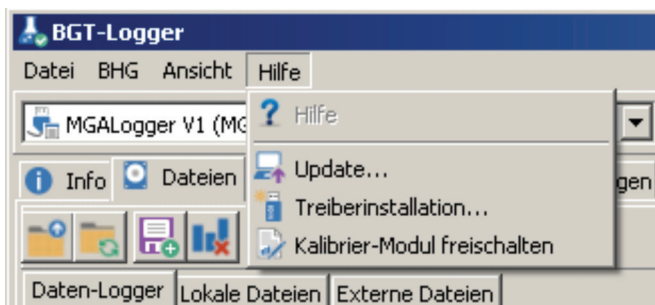 BGT-Logger
Datei BHG Ansicht Hilfe
MGALogger V1 (MG
Hilfe
Update...
Info Dateien gen
Treiberinstallation...
Kalibrier-Modul freischalten
Daten-Logger Lokale Dateien Externe Dateien